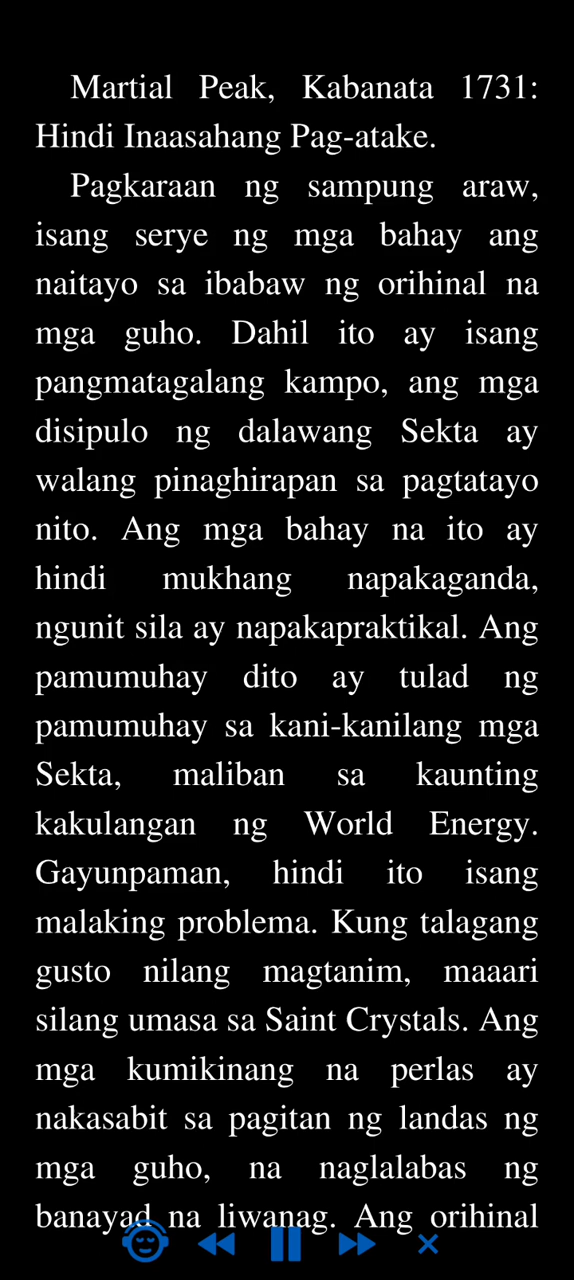 Martial Peak, Kabanata 1731:
Hindi Inaasahang Pag-atake.
Pagkaraan ng sampung araw,
isang serye ng mga bahay ang
naitayo sa ibabaw ng orihinal na
mga guho. Dahil ito ay isang
pangmatagalang kampo, ang mga
disipulo ng dalawang Sekta ay
walang pinaghirapan sa pagtatayo
nito. Ang mga bahay na ito ay
hindi mukhang napakaganda,
ngunit sila ay napakapraktikal. Ang
pamumuhay dito ay tulad ng
pamumuhay sa kani-kanilang mga
Sekta, maliban sa kaunting
kakulangan ng World Energy.
Gayunpaman, hindi ito isang
malaking problema. Kung talagang
gusto nilang magtanim, maaari
silang umasa sa Saint Crystals. Ang
mga kumikinang na perlas ay
nakasabit sa pagitan ng landas ng
mga guho, na naglalabas ng
banayad na liwanag. Ang orihinal